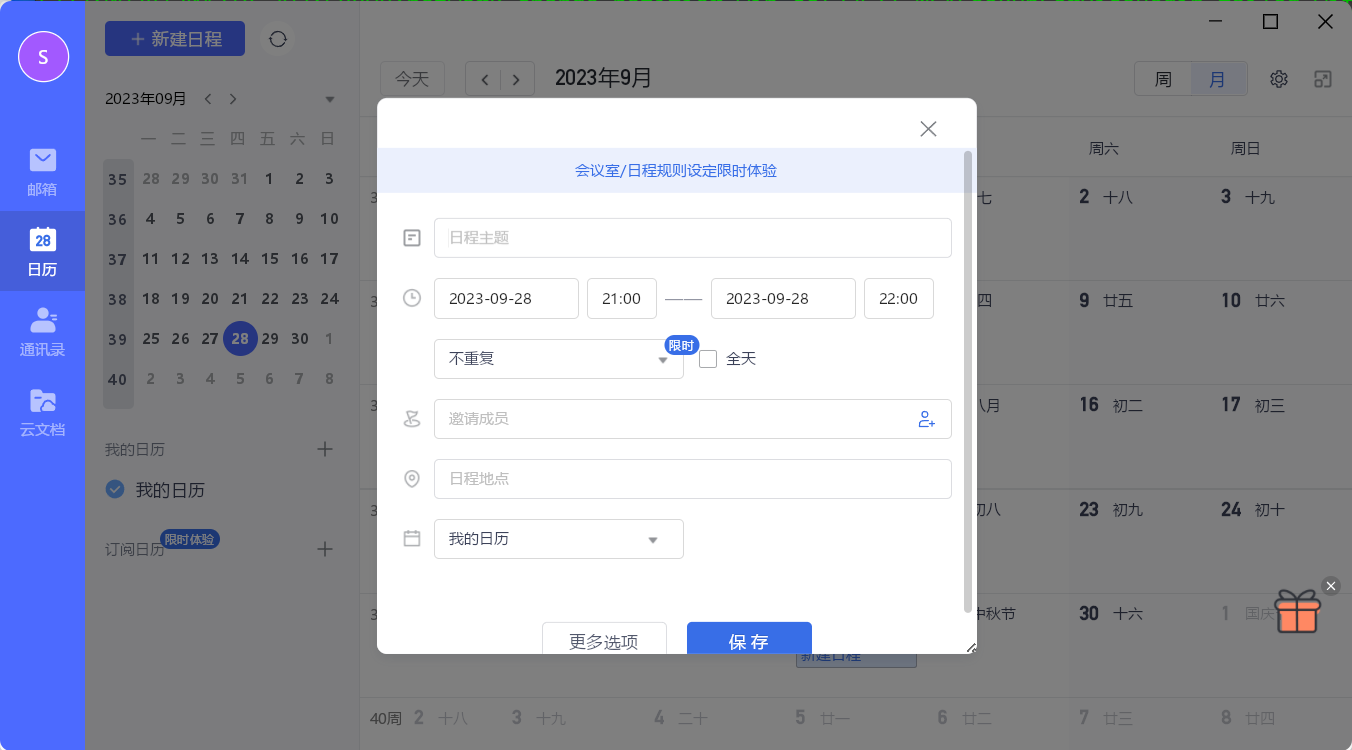 S
邮箱
28
日历
通讯录
云文档
新建日程
2023年09月
一 二 三 四 五 六 日
35 28 29 30 31 1 2 3
36 4 5 6 7 8 9 10
37 11 12 13 14 15 16 17
38 18 19 20 21 22 23 24
39 25 26 27 28 29 30 1
40 2 3 4 5 6 7 8
我的日历
我的日历
订阅日历
限时体验
今天
2023年9月
周 月
周六 周日
会议室/日程规则设定限时体验
日程主题
2023-09-28 21:00 —— 2023-09-28 22:00
不重复
限时
全天
邀请成员
日程地点
我的日历
更多选项
保存
七 2 十八 3 十九
四 9 廿五 10 廿六
八月 16 初二 17 初三
初八 23 初九 24 初十
中秋节 30 十六 1 国庆
新建日程
40周 2 十八 3 十九 4 二十 5 廿一 6 廿二 7 廿三 8 廿四